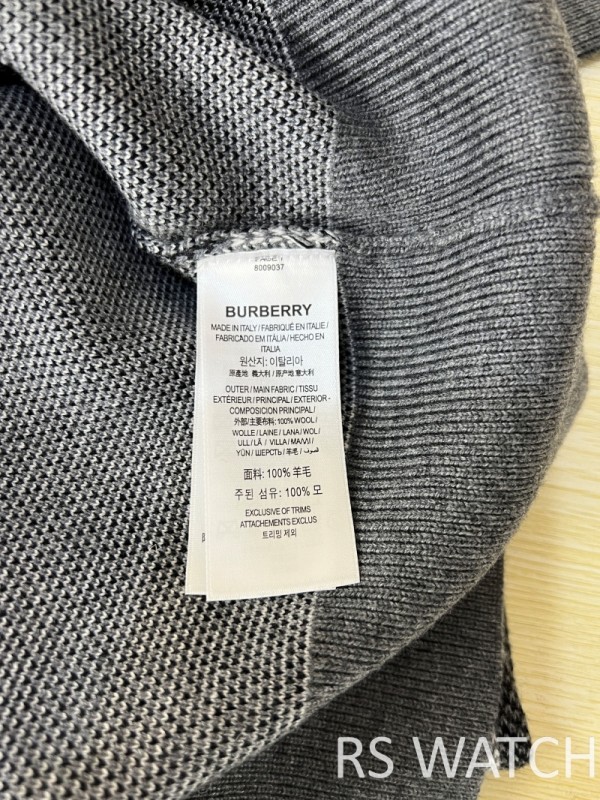 8009037
BURBERRY
MADE IN ITALY / FABRIQUÉ EN ITALIE /
FABRICADO EM ITÁLIA / HECHO EN
ITALIA
원산지: 이탈리아
原產地 義大利 / 原产地 意大利
OUTER / MAIN FABRIC / TISSU
EXTÉRIEUR / PRINCIPAL / EXTERIOR -
COMPOSICIÓN PRINCIPAL /
外部/主要布料: 100% WOOL /
WOLLE / LAINE / LANA / WOL /
ULL / LÃ / VILLA / ΜΑΛΛΙ /
YÜN / ШЕРСТЬ / 羊毛 / صوف
面料: 100% 羊毛
주된 섬유: 100% 모
EXCLUSIVE OF TRIMS
ATTACHEMENTS EXCLUS
트리밍 제외
RS WATCH